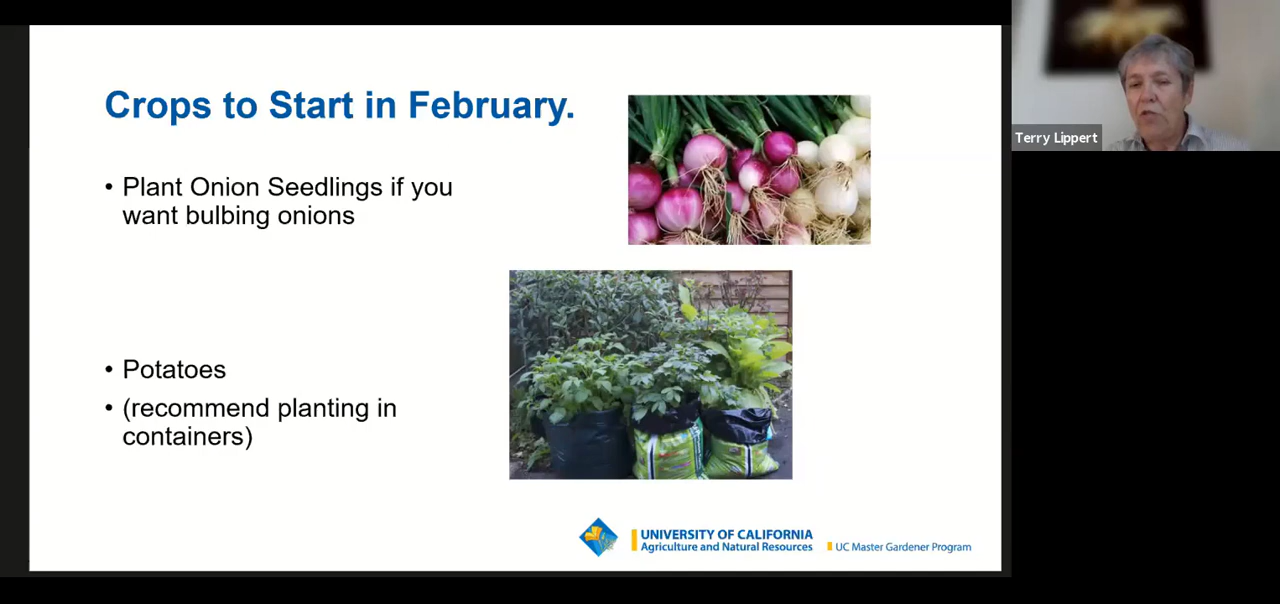 Crops to Start in February.
• Plant Onion Seedlings if you
want bulbing onions
• Potatoes
• (recommend planting in
containers)
UNIVERSITY OF CALIFORNIA
Agriculture and Natural Resources
UC Master Gardener Program
Terry Lippert